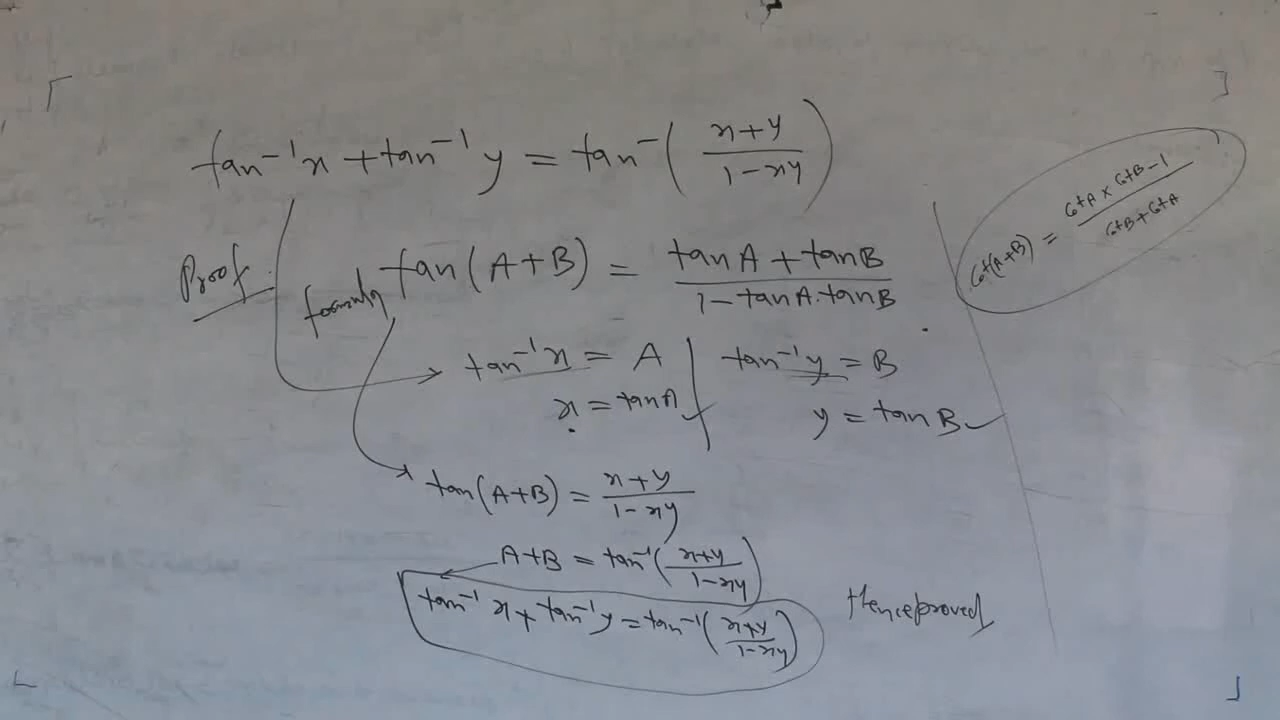 tan⁻¹x + tan⁻¹y = tan⁻ (x+y / 1-xy)
Proof
formula tan(A+B) = tanA + tanB / 1-tanA.tanB
cot(A+B) = cotA × cotB-1 / cotB+cotA
tan⁻¹x = A | tan⁻¹y = B
x = tanA | y = tanB
tan(A+B) = x+y / 1-xy
A+B = tan⁻¹(x+y / 1-xy)
tan⁻¹x + tan⁻¹y = tan⁻¹(x+y / 1-xy)
Hence proved